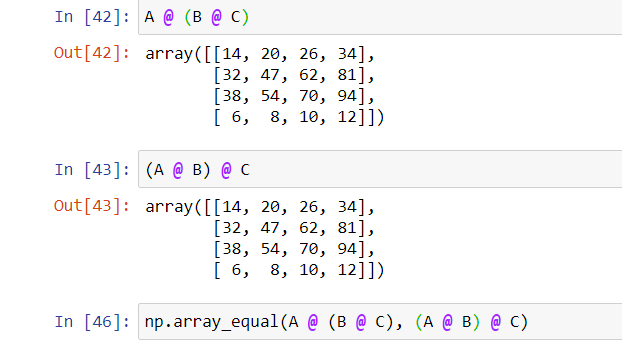 In [42]: A @ (B @ C)
Out[42]: array([[14, 20, 26, 34],
[32, 47, 62, 81],
[38, 54, 70, 94],
[ 6,  8, 10, 12]])
In [43]: (A @ B) @ C
Out[43]: array([[14, 20, 26, 34],
[32, 47, 62, 81],
[38, 54, 70, 94],
[ 6,  8, 10, 12]])
In [46]: np.array_equal(A @ (B @ C), (A @ B) @ C)